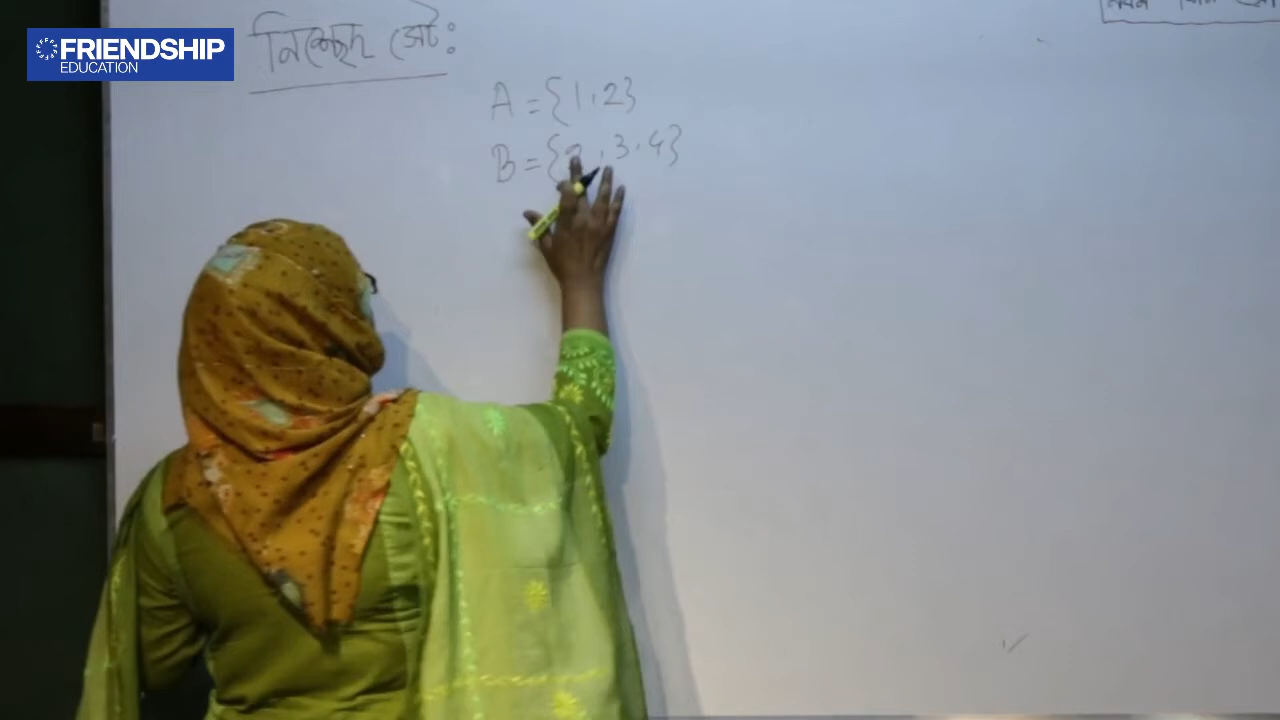 FRIENDSHIP
EDUCATION
নিশ্ছেদ সেট:
A = {1, 2}
B = {2, 3, 4}